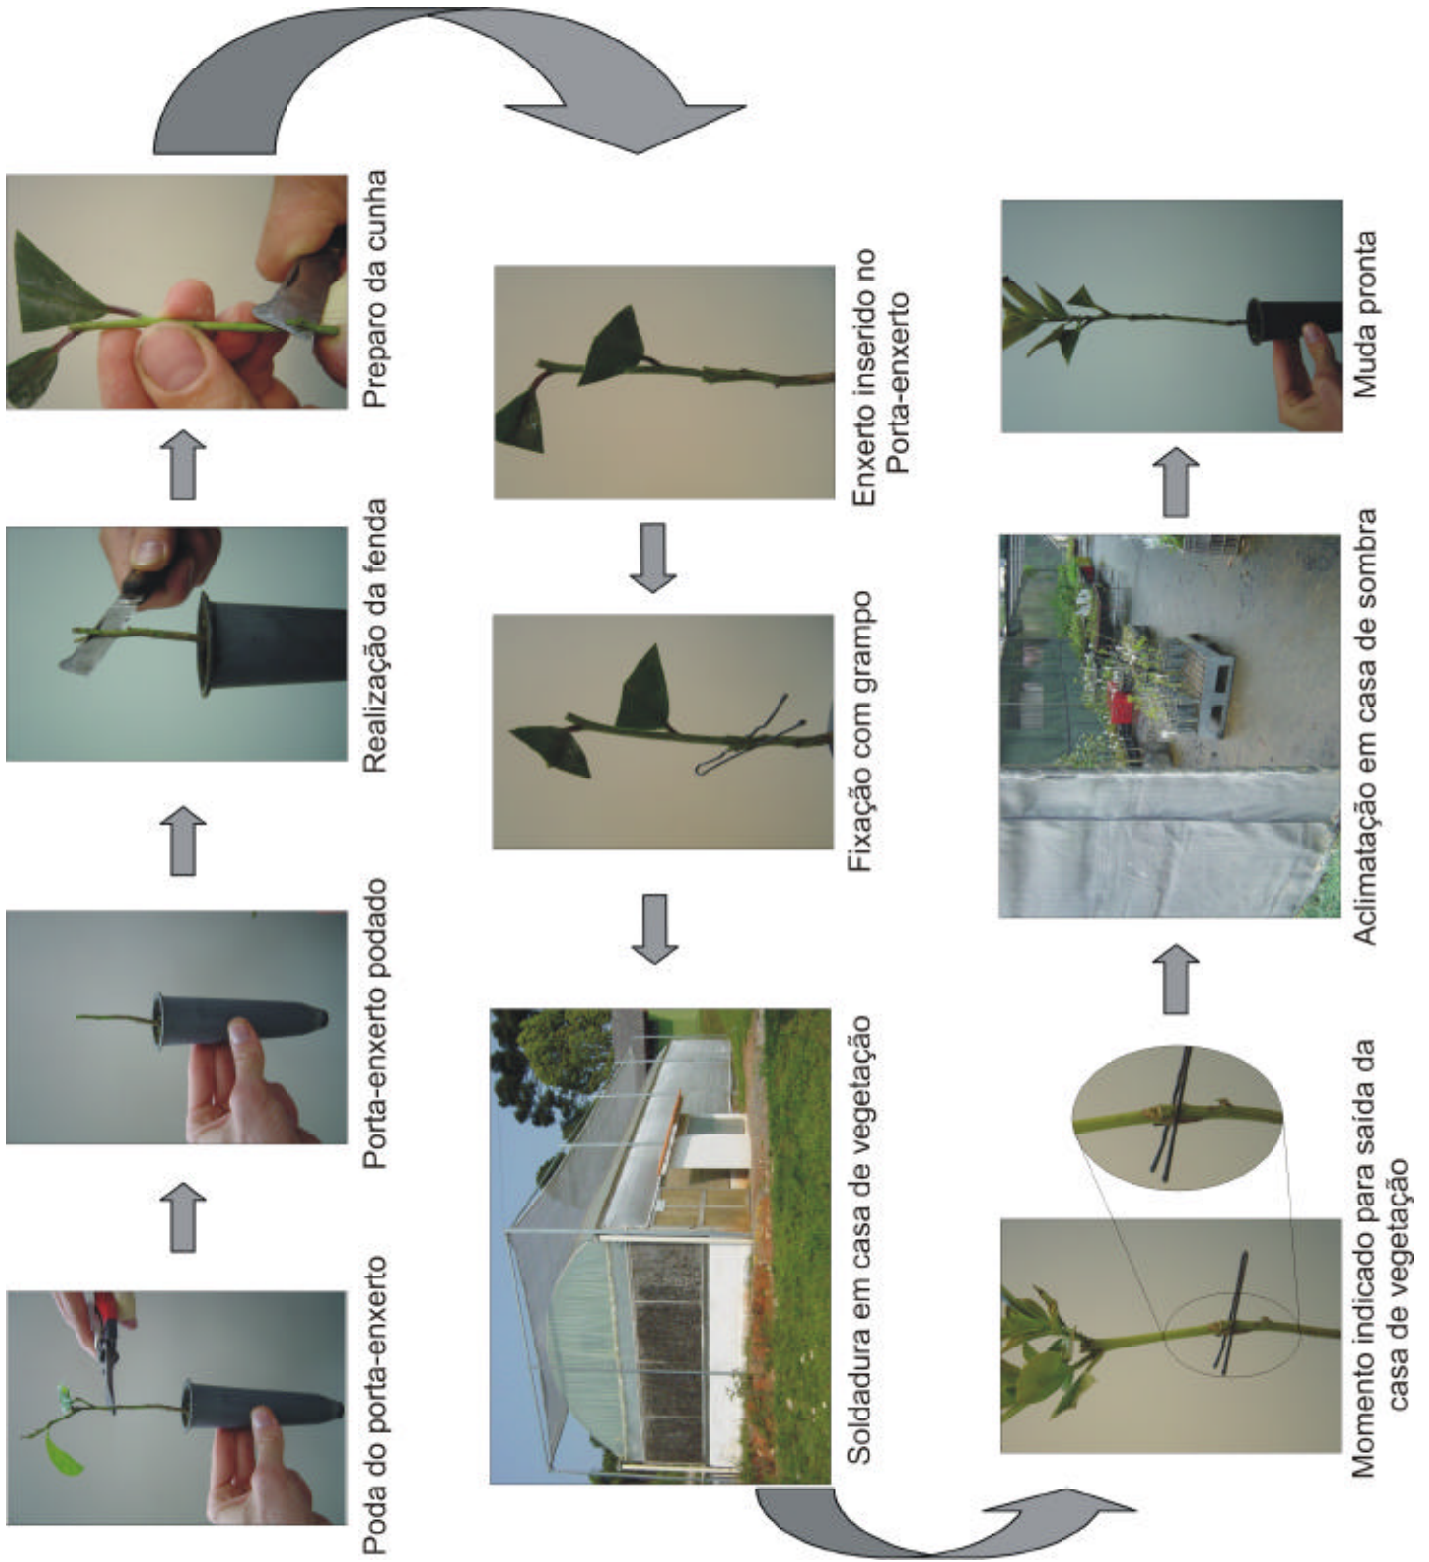 Poda do porta-enxerto
Porta-enxerto podado
Realização da fenda
Preparo da cunha
Enxerto inserido no
Porta-enxerto
Fixação com grampo
Soldadura em casa de vegetação
Momento indicado para saída da
casa de vegetação
Aclimatação em casa de sombra
Muda pronta